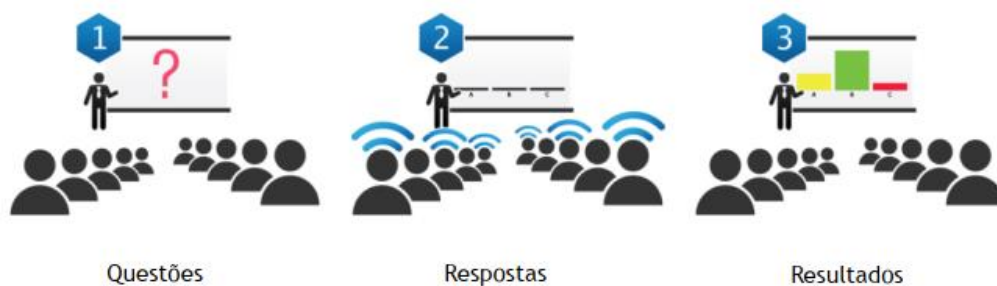 1
?
2
A B C
3
A B C
Questões
Respostas
Resultados